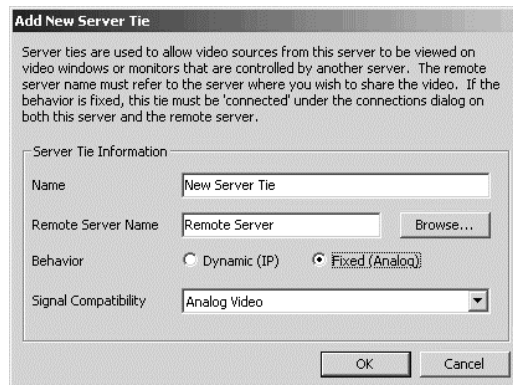 Add New Server Tie
Server ties are used to allow video sources from this server to be viewed on
video windows or monitors that are controlled by another server. The remote
server name must refer to the server where you wish to share the video. If the
behavior is fixed, this tie must be 'connected' under the connections dialog on
both this server and the remote server.
Server Tie Information
Name New Server Tie
Remote Server Name Remote Server Browse...
Behavior Dynamic (IP) Fixed (Analog)
Signal Compatibility Analog Video
OK Cancel